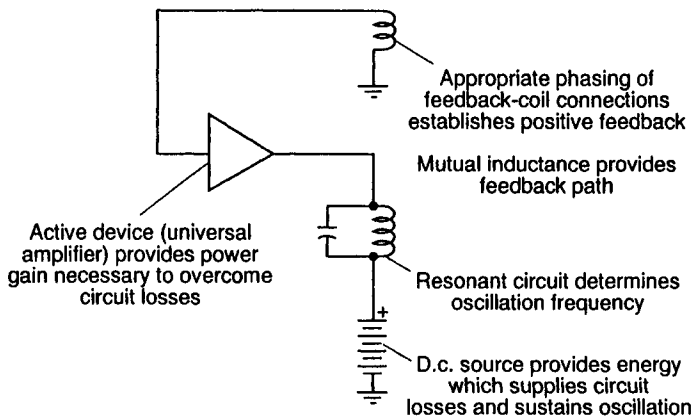 Appropriate phasing of
feedback-coil connections
establishes positive feedback
Mutual inductance provides
feedback path
Active device (universal
amplifier) provides power
gain necessary to overcome
circuit losses
Resonant circuit determines
oscillation frequency
+
D.c. source provides energy
which supplies circuit
losses and sustains oscillation